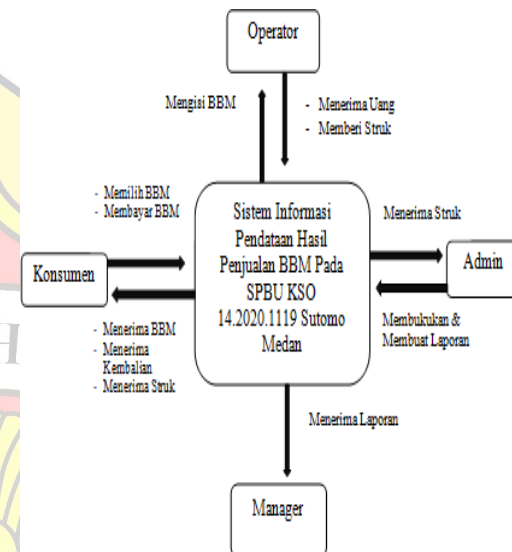 Operator
Mengisi BBM
- Menerima Uang
- Memberi Struk
- Memilih BBM
- Membayar BBM
Konsumen
- Menerima BBM
- Menerima
Kembalian
- Menerima Struk
Sistem Informasi
Pendataan Hasil
Penjualan BBM Pada
SPBU KSO
14.2020.1119 Sutomo
Medan
Menerima Struk
Admin
Membukukan &
Membuat Laporan
Menerima Laporan
Manager
H